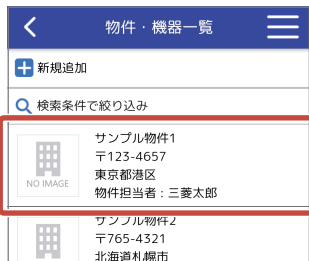 物件・機器一覧
新規追加
検索条件で絞り込み
NO IMAGE
サンプル物件1
〒123-4657
東京都港区
物件担当者：三菱太郎
サンプル物件2
〒765-4321
北海道札幌市